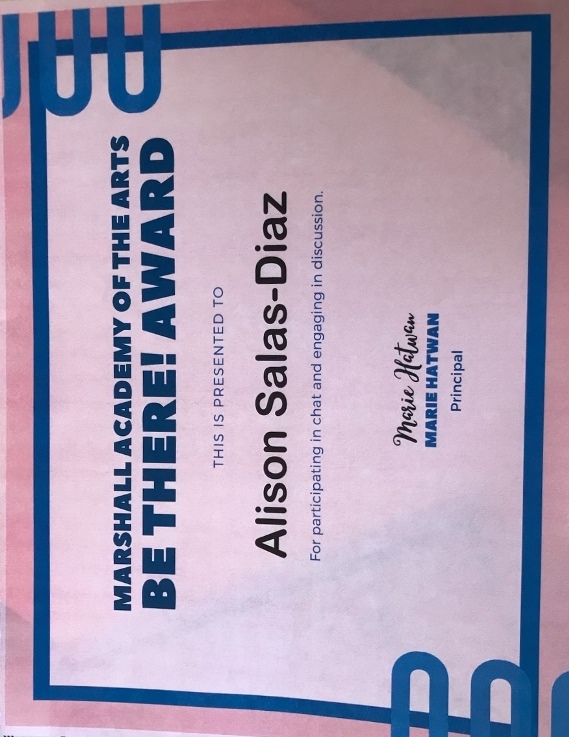 MARSHALL ACADEMY OF THE ARTS
BE THERE! AWARD
THIS IS PRESENTED TO
Alison Salas-Diaz
For participating in chat and engaging in discussion.
Marie Hatwan
MARIE HATWAN
Principal